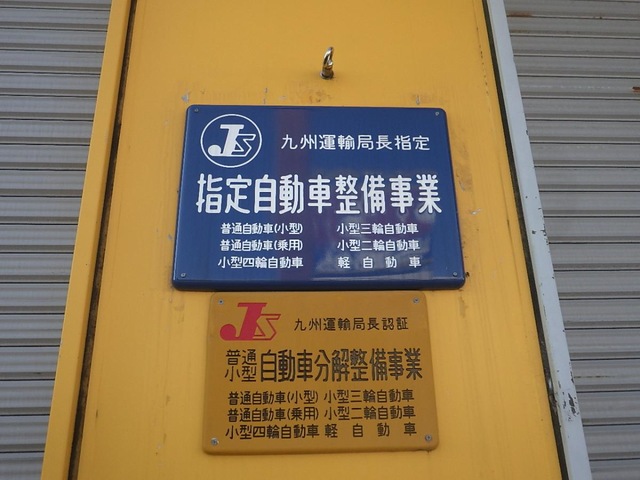 JS 九州運輸局長指定
指定自動車整備事業
普通自動車(小型) 小型三輪自動車
普通自動車(乗用) 小型二輪自動車
小型四輪自動車 軽自動車
JS 九州運輸局長認証
普通小型 自動車分解整備事業
普通自動車(小型) 小型三輪自動車
普通自動車(乗用) 小型二輪自動車
小型四輪自動車 軽自動車